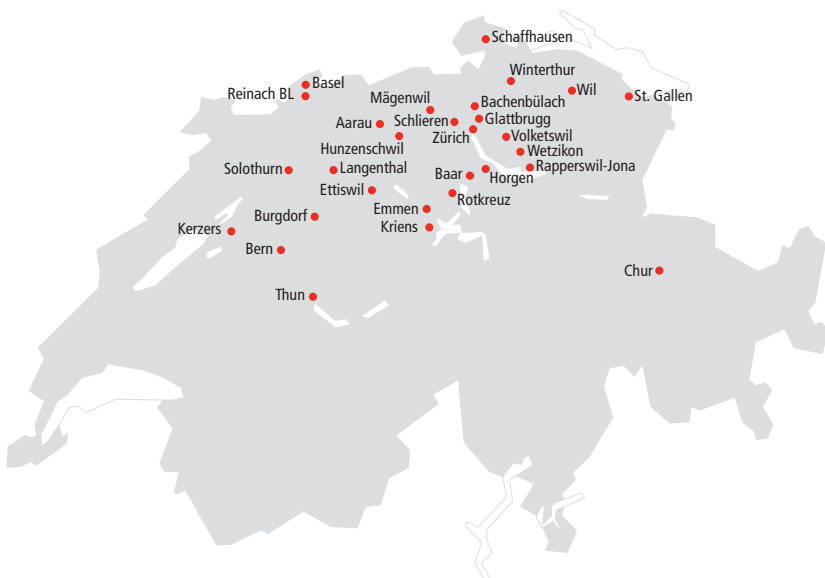 Schaffhausen
Winterthur
Basel
Wil
Reinach BL
St. Gallen
Mägenwil
Bachenbülach
Aarau
Schlieren
Glattbrugg
Zürich
Volketswil
Hunzenschwil
Wetzikon
Solothurn
Langenthal
Baar
Horgen
Rapperswil-Jona
Ettiswil
Rotkreuz
Emmen
Burgdorf
Kerzers
Kriens
Bern
Chur
Thun